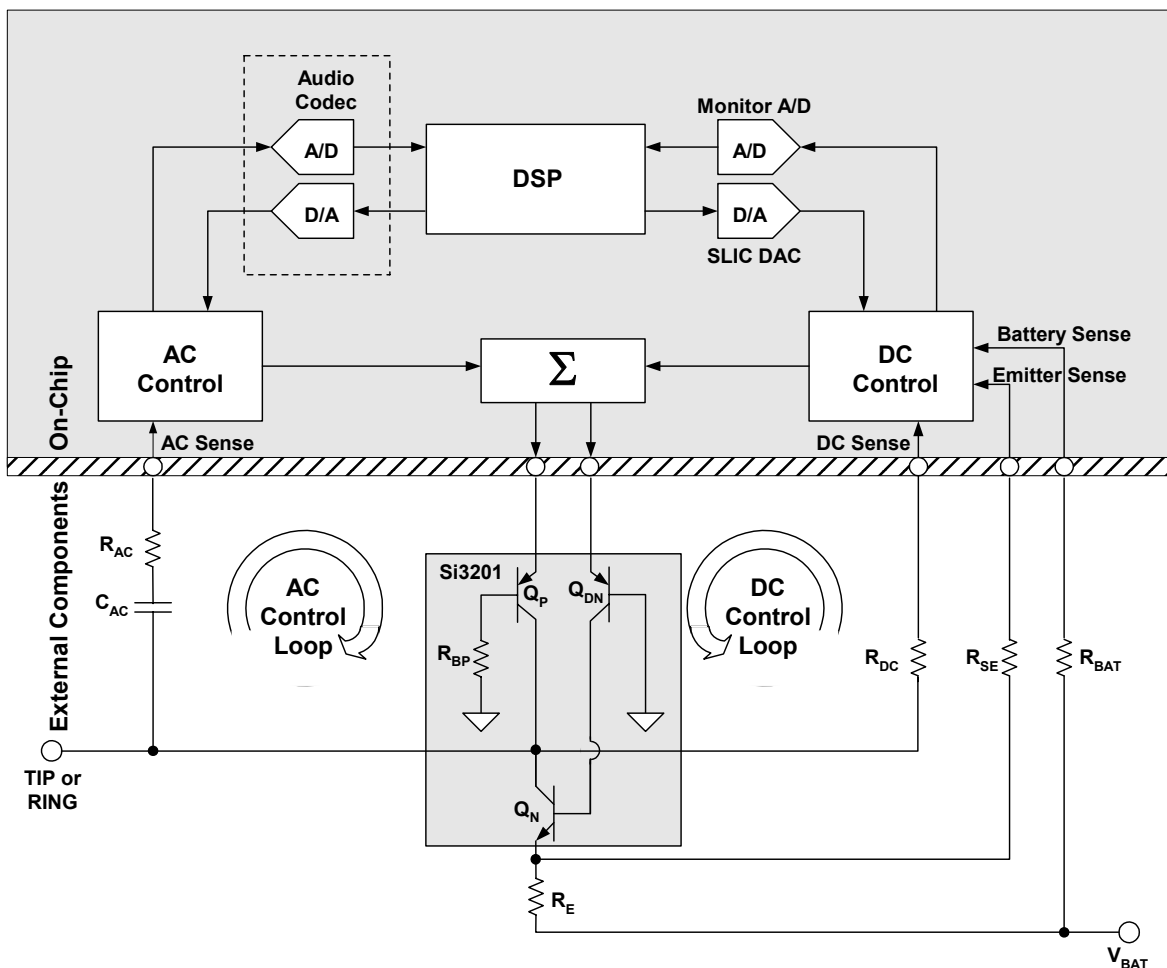 Audio
Codec
Monitor A/D
A/D
DSP
A/D
D/A
D/A
SLIC DAC
AC
Control
Σ
DC
Control
Battery Sense
Emitter Sense
On-Chip
AC Sense
DC Sense
External Components
R_AC
C_AC
AC
Control
Loop
Si3201
Q_P
Q_DN
R_BP
DC
Control
Loop
R_DC
R_SE
R_BAT
TIP or
RING
Q_N
R_E
V_BAT